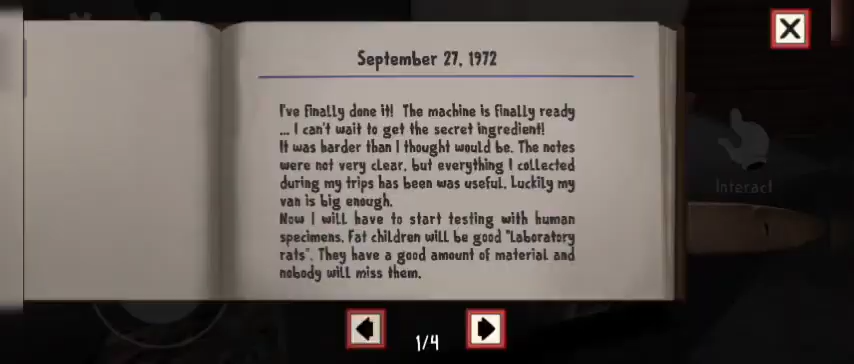 September 27, 1972
I've finally done it! The machine is finally ready
... I can't wait to get the secret ingredient!
It was harder than I thought would be. The notes
were not very clear, but everything I collected
during my trips has been was useful. Luckily my
van is big enough.
Now I will have to start testing with human
specimens. Fat children will be good "laboratory
rats". They have a good amount of material and
nobody will miss them.
Interact
1/4